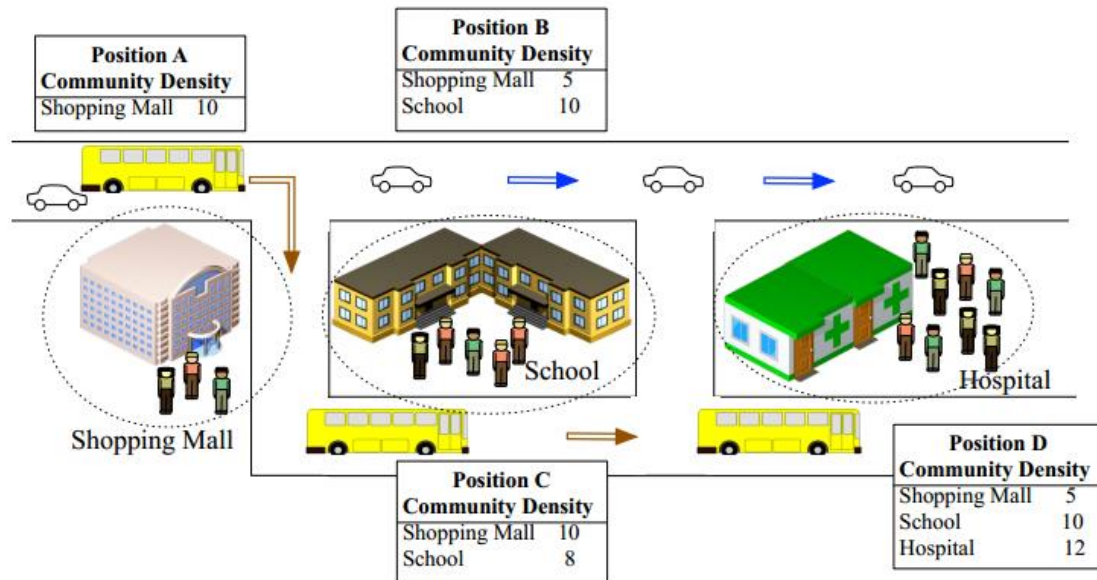 Position A
Community Density
Shopping Mall 10
Position B
Community Density
Shopping Mall 5
School 10
School
Hospital
Shopping Mall
Position C
Community Density
Shopping Mall 10
School 8
Position D
Community Density
Shopping Mall 5
School 10
Hospital 12